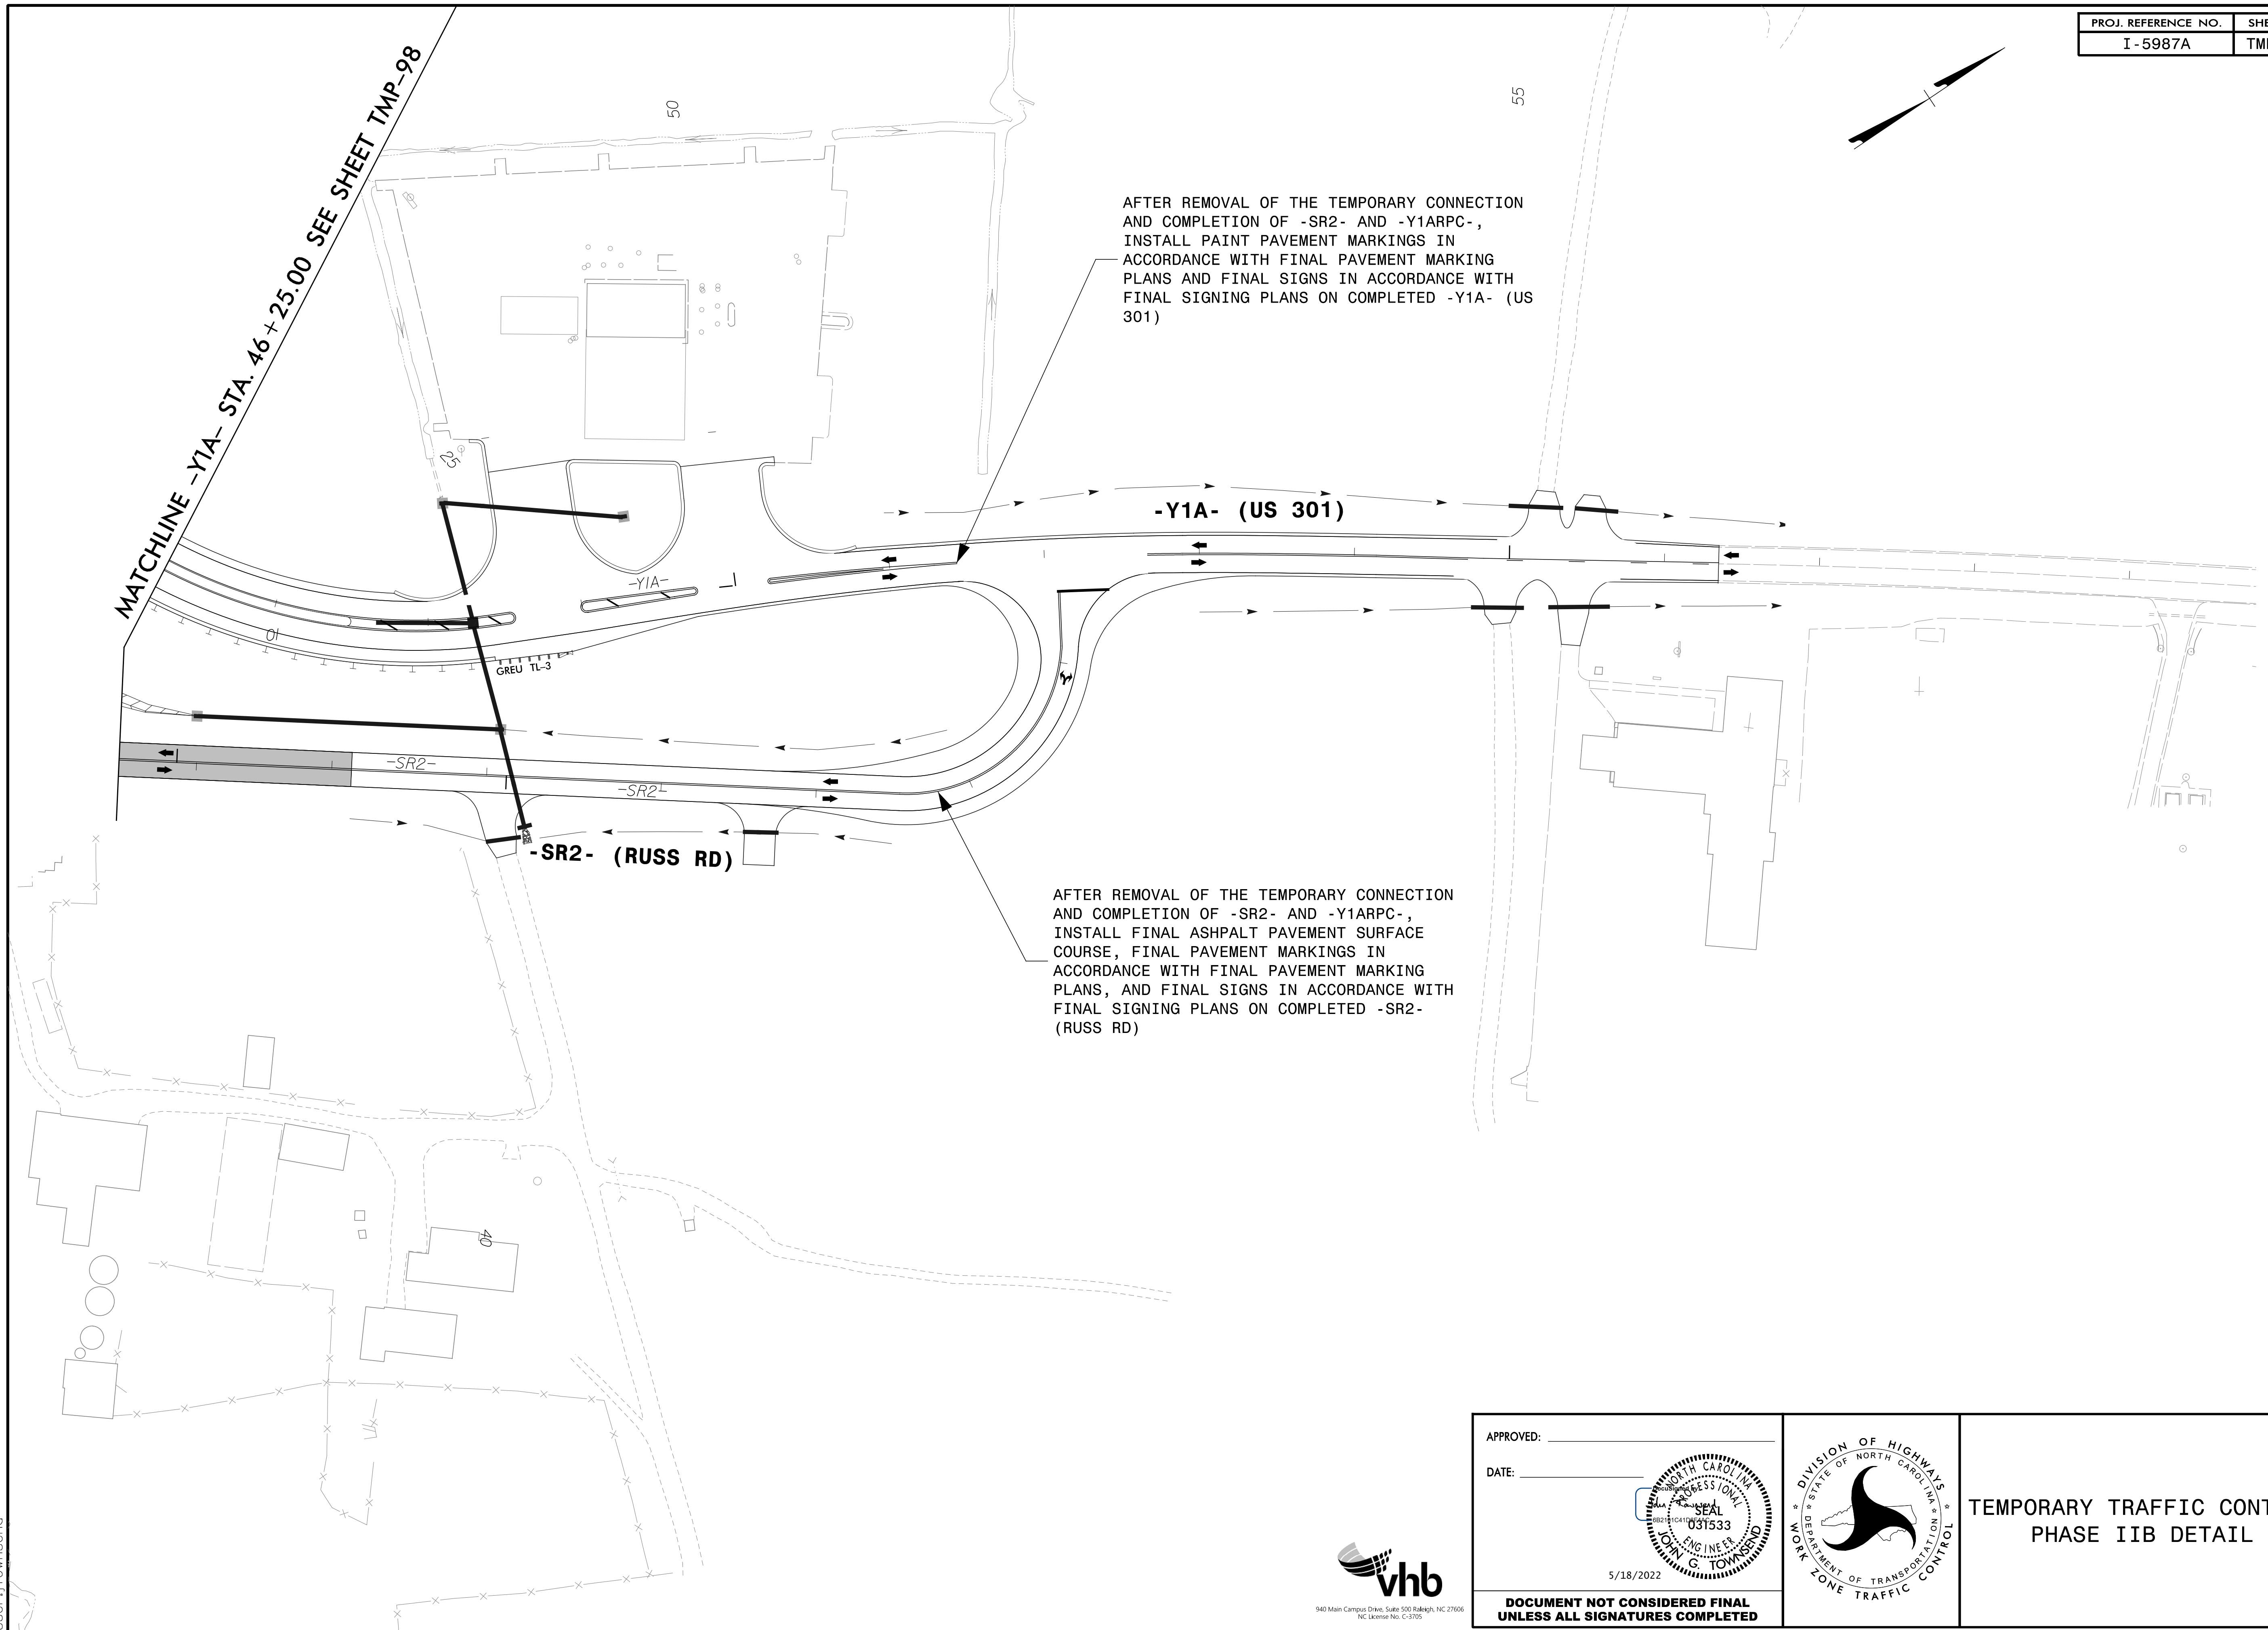 PROJ. REFERENCE NO.
I-5987A
MATCHLINE -Y1A- STA. 46+25.00 SEE SHEET TMP-98
50
55
AFTER REMOVAL OF THE TEMPORARY CONNECTION
AND COMPLETION OF -SR2- AND -Y1ARPC-,
INSTALL PAINT PAVEMENT MARKINGS IN
ACCORDANCE WITH FINAL PAVEMENT MARKING
PLANS AND FINAL SIGNS IN ACCORDANCE WITH
FINAL SIGNING PLANS ON COMPLETED -Y1A- (US
301)
25
-Y1A- (US 301)
-Y1A-
10
GREU TL-3
-SR2-
-SR2-
-SR2- (RUSS RD)
AFTER REMOVAL OF THE TEMPORARY CONNECTION
AND COMPLETION OF -SR2- AND -Y1ARPC-,
INSTALL FINAL ASHPALT PAVEMENT SURFACE
COURSE, FINAL PAVEMENT MARKINGS IN
ACCORDANCE WITH FINAL PAVEMENT MARKING
PLANS, AND FINAL SIGNS IN ACCORDANCE WITH
FINAL SIGNING PLANS ON COMPLETED -SR2-
(RUSS RD)
40
vhb
940 Main Campus Drive, Suite 500 Raleigh, NC 27606
NC License No. C-3705
APPROVED:
DATE:
NORTH CAROLINA
PROFESSIONAL
SEAL
031533
ENGINEER
JOHN G. TOWNSEND
5/18/2022
DOCUMENT NOT CONSIDERED FINAL
UNLESS ALL SIGNATURES COMPLETED
DIVISION OF HIGHWAYS
STATE OF NORTH CAROLINA
DEPARTMENT OF TRANSPORTATION
WORK ZONE TRAFFIC CONTROL
TEMPORARY TRAFFIC CONT
PHASE IIB DETAIL